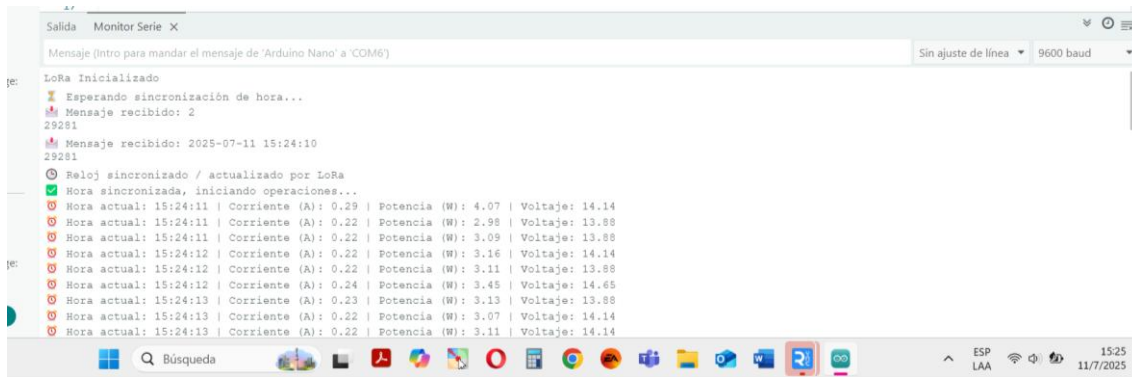 Salida Monitor Serie ×
Mensaje (Intro para mandar el mensaje de 'Arduino Nano' a 'COM6')
Sin ajuste de línea
9600 baud
LoRa Inicializado
Esperando sincronización de hora...
Mensaje recibido: 2
29281
Mensaje recibido: 2025-07-11 15:24:10
29281
Reloj sincronizado / actualizado por LoRa
Hora sincronizada, iniciando operaciones...
Hora actual: 15:24:11 | Corriente (A): 0.29 | Potencia (W): 4.07 | Voltaje: 14.14
Hora actual: 15:24:11 | Corriente (A): 0.22 | Potencia (W): 2.98 | Voltaje: 13.88
Hora actual: 15:24:11 | Corriente (A): 0.22 | Potencia (W): 3.09 | Voltaje: 13.88
Hora actual: 15:24:12 | Corriente (A): 0.22 | Potencia (W): 3.16 | Voltaje: 14.14
Hora actual: 15:24:12 | Corriente (A): 0.22 | Potencia (W): 3.11 | Voltaje: 13.88
Hora actual: 15:24:12 | Corriente (A): 0.24 | Potencia (W): 3.45 | Voltaje: 14.65
Hora actual: 15:24:13 | Corriente (A): 0.23 | Potencia (W): 3.13 | Voltaje: 13.88
Hora actual: 15:24:13 | Corriente (A): 0.22 | Potencia (W): 3.07 | Voltaje: 14.14
Hora actual: 15:24:13 | Corriente (A): 0.22 | Potencia (W): 3.11 | Voltaje: 14.14
ge:
ge:
Búsqueda
ESP
LAA
15:25
11/7/2025